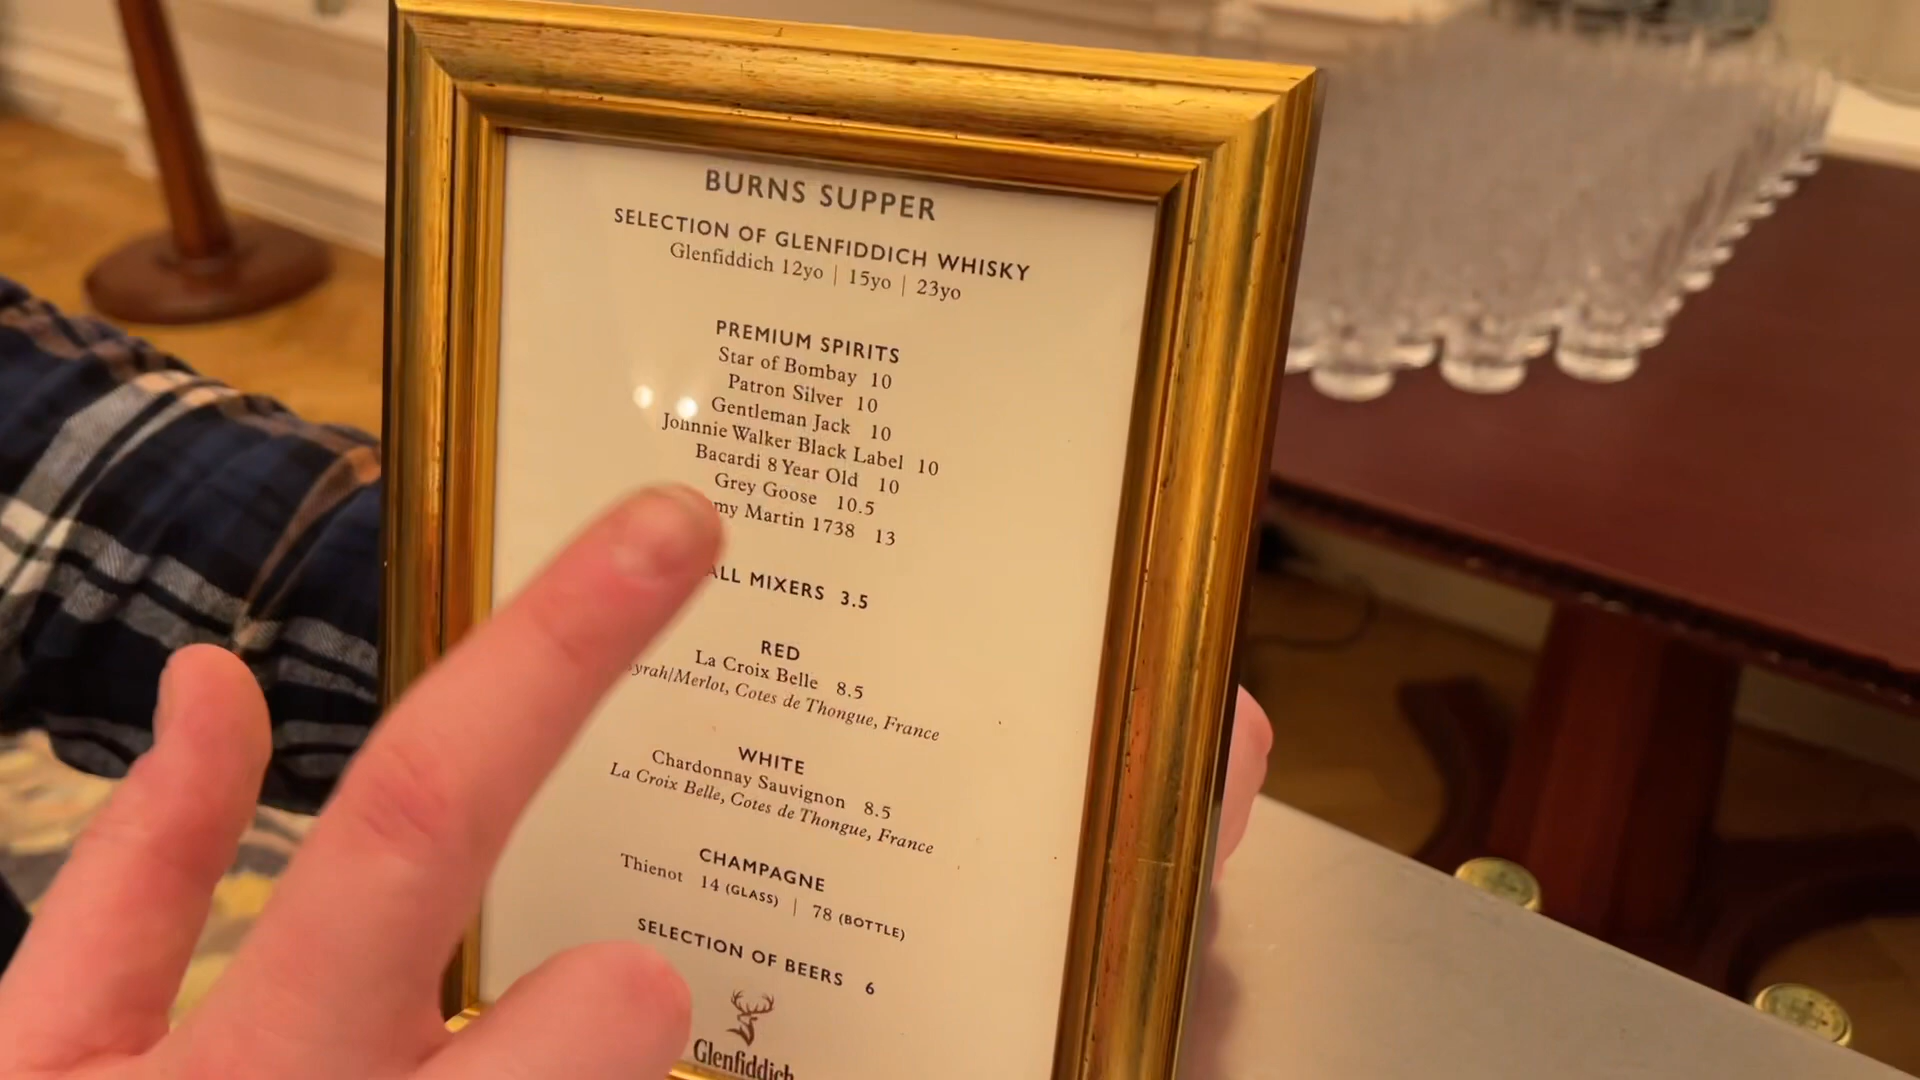 BURNS SUPPER
SELECTION OF GLENFIDDICH WHISKY
Glenfiddich 12yo | 15yo | 23yo
PREMIUM SPIRITS
Star of Bombay 10
Patron Silver 10
Gentleman Jack 10
Johnnie Walker Black Label 10
Bacardi 8 Year Old 10
Grey Goose 10.5
Martin 1738 13
ALL MIXERS 3.5
RED
La Croix Belle 8.5
Cotes de Thongue, France
WHITE
Chardonnay Sauvignon 8.5
La Croix Belle, Cotes de Thongue, France
CHAMPAGNE
Thienot 14 (GLASS) | 78 (BOTTLE)
SELECTION OF BEERS 6
Glenfiddich